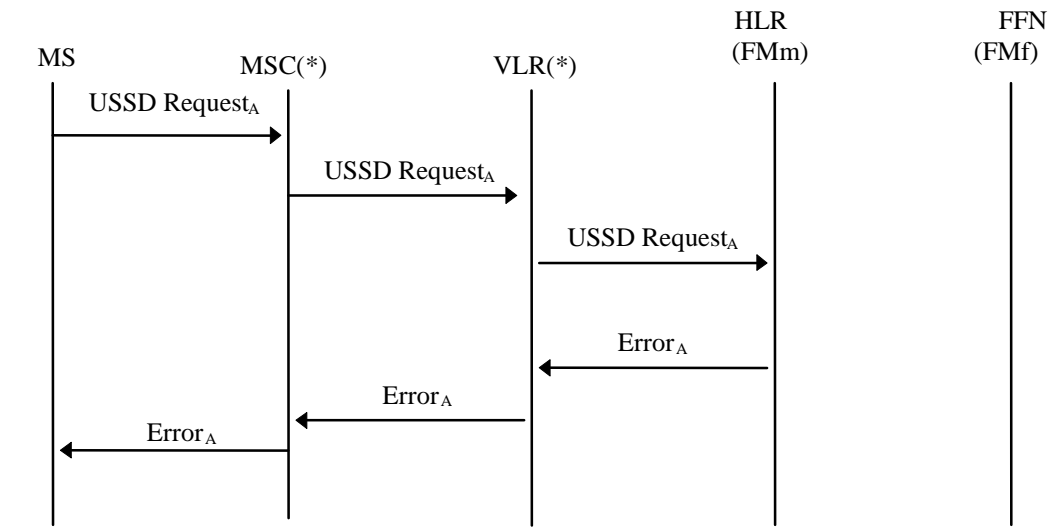 HLR
(FMm)
FFN
(FMf)
MS
MSC(*)
VLR(*)
USSD RequestA
USSD RequestA
USSD RequestA
ErrorA
ErrorA
ErrorA